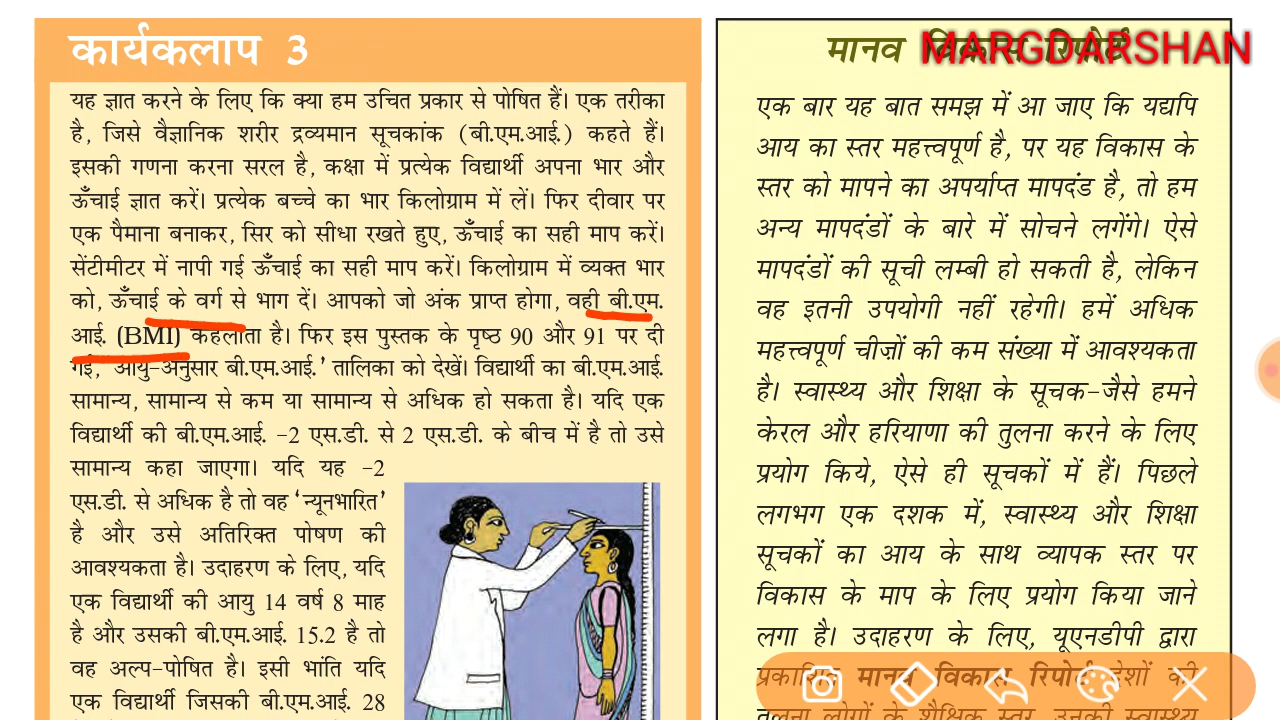 कार्यकलाप 3
यह ज्ञात करने के लिए कि क्या हम उचित प्रकार से पोषित हैं। एक तरीका
है, जिसे वैज्ञानिक शरीर द्रव्यमान सूचकांक (बी.एम.आई.) कहते हैं।
इसकी गणना करना सरल है, कक्षा में प्रत्येक विद्यार्थी अपना भार और
ऊँचाई ज्ञात करें। प्रत्येक बच्चे का भार किलोग्राम में लें। फिर दीवार पर
एक पैमाना बनाकर, सिर को सीधा रखते हुए, ऊँचाई का सही माप करें।
सेंटीमीटर में नापी गई ऊँचाई का सही माप करें। किलोग्राम में व्यक्त भार
को, ऊँचाई के वर्ग से भाग दें। आपको जो अंक प्राप्त होगा, वही बी.एम.
आई. (BMI) कहलाता है। फिर इस पुस्तक के पृष्ठ 90 और 91 पर दी
गई, 'आयु-अनुसार बी.एम.आई.' तालिका को देखें। विद्यार्थी का बी.एम.आई.
सामान्य, सामान्य से कम या सामान्य से अधिक हो सकता है। यदि एक
विद्यार्थी की बी.एम.आई. -2 एस.डी. से 2 एस.डी. के बीच में है तो उसे
सामान्य कहा जाएगा। यदि यह -2
एस.डी. से अधिक है तो वह 'न्यूनभारित'
है और उसे अतिरिक्त पोषण की
आवश्यकता है। उदाहरण के लिए, यदि
एक विद्यार्थी की आयु 14 वर्ष 8 माह
है और उसकी बी.एम.आई. 15.2 है तो
वह अल्प-पोषित है। इसी भांति यदि
एक विद्यार्थी जिसकी बी.एम.आई. 28
मानव विकास रिपोर्ट
MARGDARSHAN
एक बार यह बात समझ में आ जाए कि यद्यपि
आय का स्तर महत्त्वपूर्ण है, पर यह विकास के
स्तर को मापने का अपर्याप्त मापदंड है, तो हम
अन्य मापदंडों के बारे में सोचने लगेंगे। ऐसे
मापदंडों की सूची लम्बी हो सकती है, लेकिन
वह इतनी उपयोगी नहीं रहेगी। हमें अधिक
महत्त्वपूर्ण चीजों की कम संख्या में आवश्यकता
है। स्वास्थ्य और शिक्षा के सूचक-जैसे हमने
केरल और हरियाणा की तुलना करने के लिए
प्रयोग किये, ऐसे ही सूचकों में हैं। पिछले
लगभग एक दशक में, स्वास्थ्य और शिक्षा
सूचकों का आय के साथ व्यापक स्तर पर
विकास के माप के लिए प्रयोग किया जाने
लगा है। उदाहरण के लिए, यूएनडीपी द्वारा
प्रकाशित मानव विकास रिपोर्ट देशों की
तुलना लोगों के शैक्षिक स्तर, उनकी स्वास्थ्य